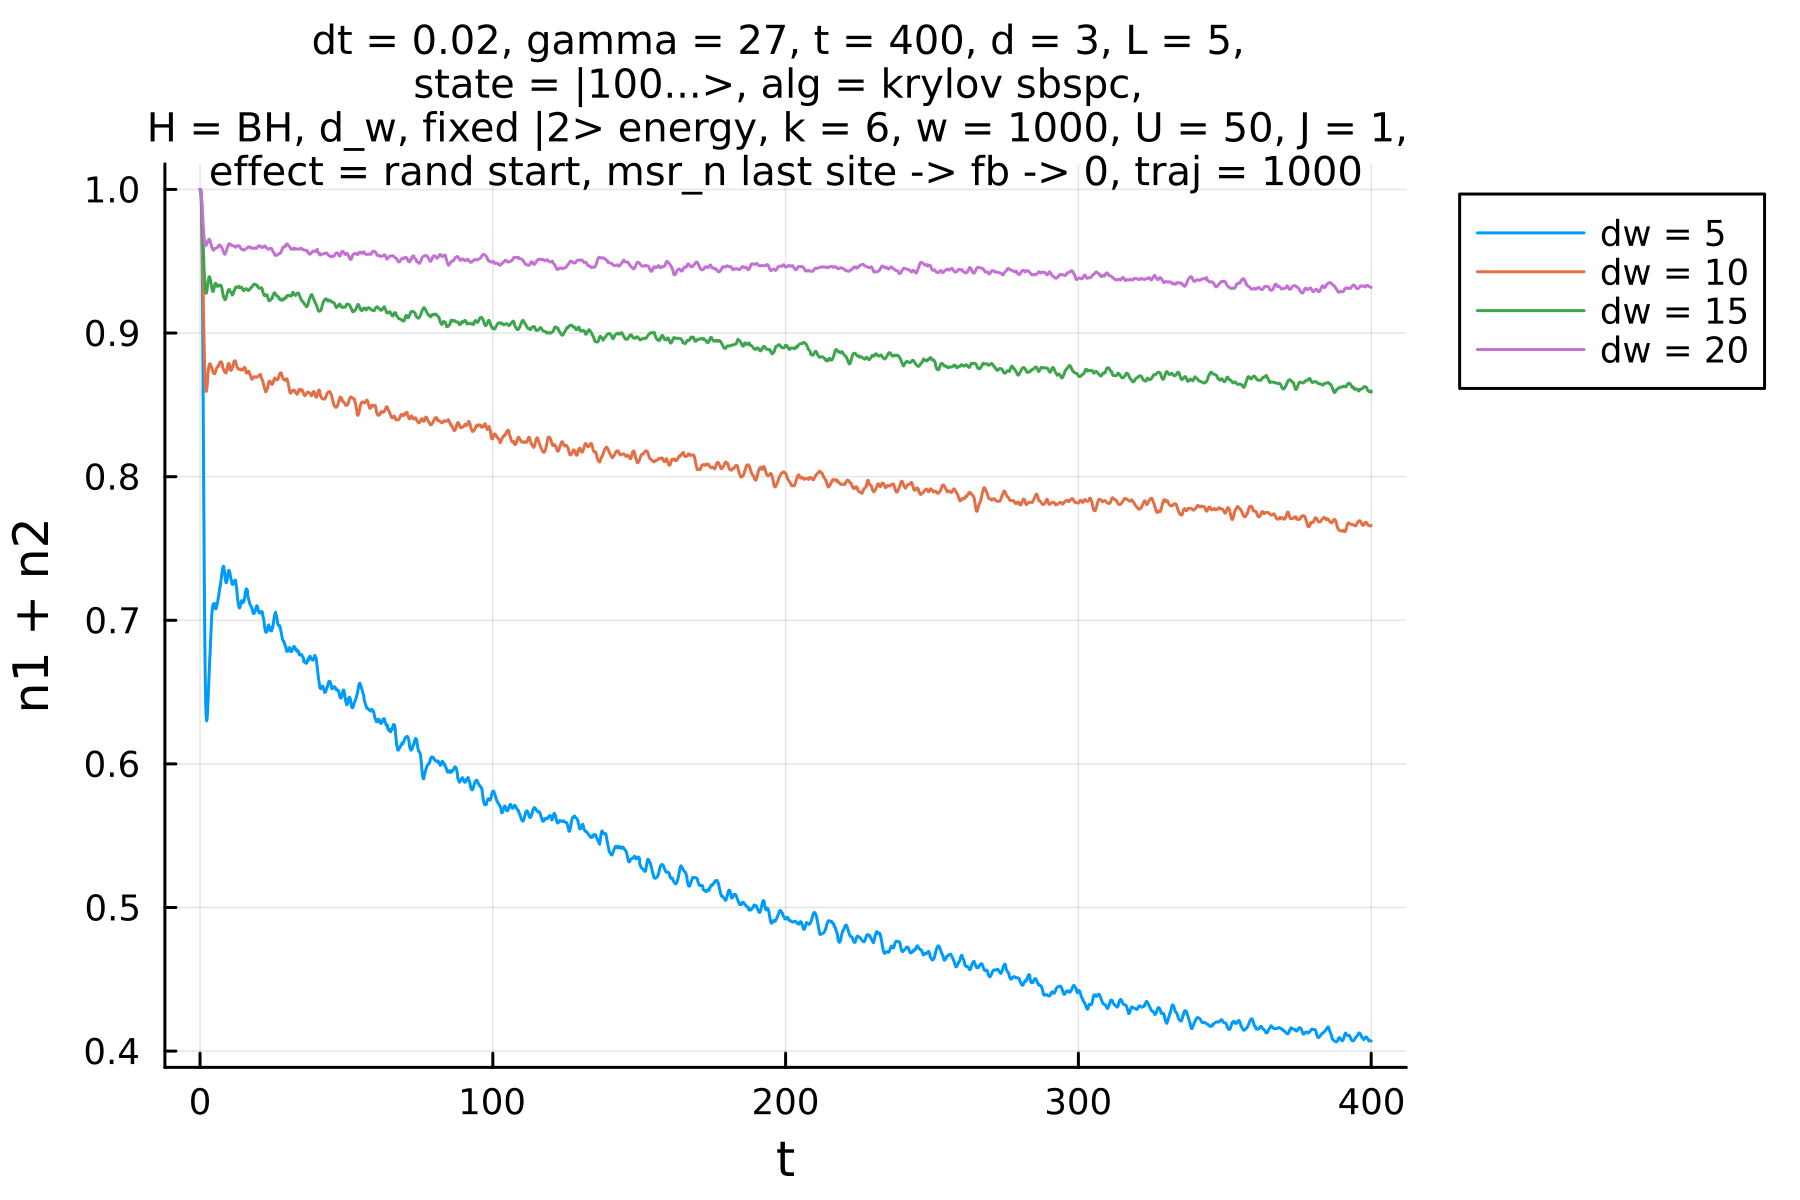 dt = 0.02, gamma = 27, t = 400, d = 3, L = 5,
state = |100...>, alg = krylov sbspc,
H = BH, d_w, fixed |2> energy, k = 6, w = 1000, U = 50, J = 1,
effect = rand start, msr_n last site -> fb -> 0, traj = 1000
1.0
0.9
0.8
0.7
0.6
0.5
0.4
n1 + n2
0 100 200 300 400
t
dw = 5
dw = 10
dw = 15
dw = 20